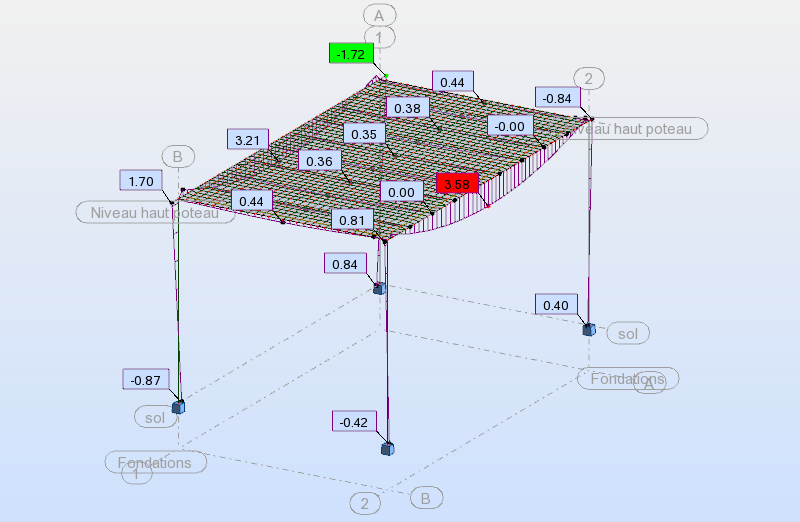 A
1
-1.72
2
0.44
-0.84
0.38
-0.00
Niveau haut poteau
0.35
3.21
B
0.36
1.70
3.58
0.00
0.44
Niveau haut poteau
0.81
0.84
0.40
sol
-0.87
Fondations
A
sol
-0.42
Fondations
1
2
B